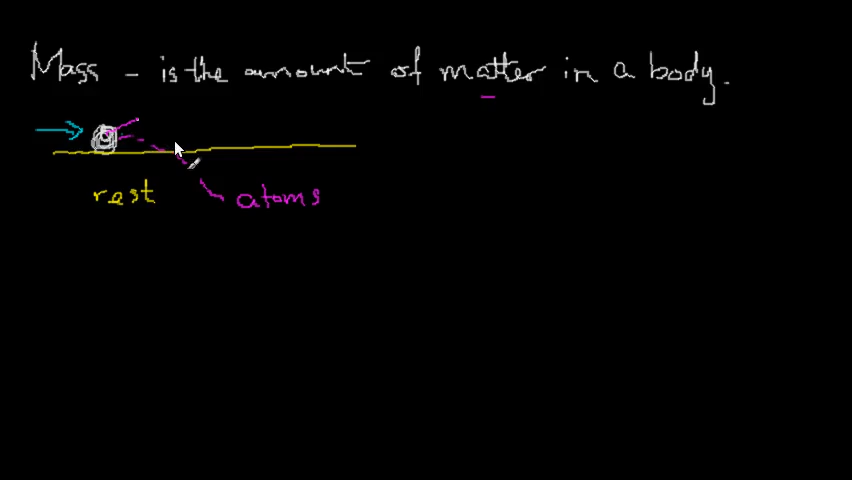 Mass - is the amount of matter in a body.
rest
atoms